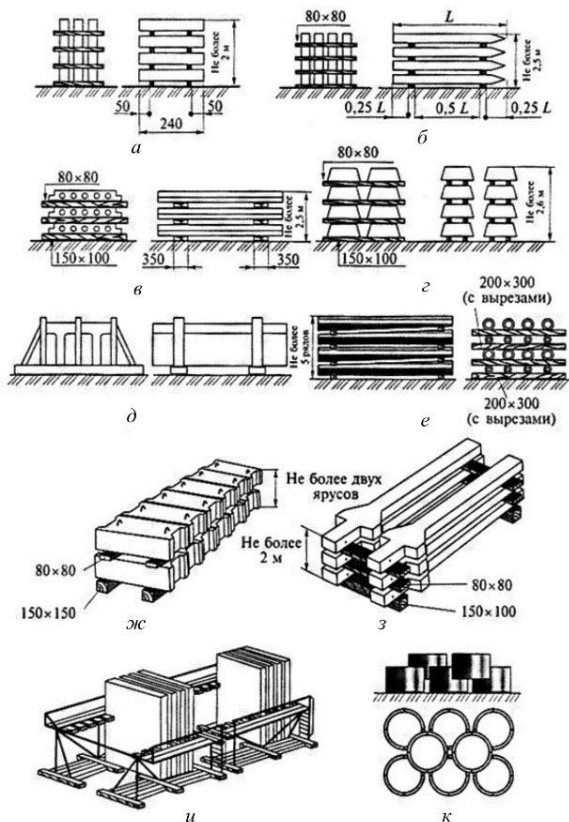 80×80
Не более
2 м
50
50
240
а
80×80
L
Не более
2,5 м
0,25 L
0,5 L
0,25 L
б
80×80
150×100
Не более
2,5 м
350
350
в
80×80
150×100
Не более
2,6 м
г
д
Не более
5 рядов
200×300
(с вырезами)
200×300
(с вырезами)
е
Не более двух
ярусов
80×80
150×150
ж
Не более
2 м
80×80
150×100
з
и
к